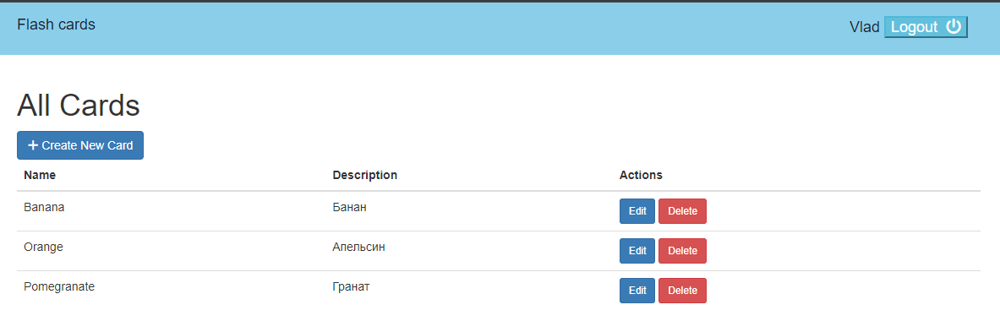 Flash cards
Vlad Logout
All Cards
Create New Card
Name Description Actions
Banana Банан Edit Delete
Orange Апельсин Edit Delete
Pomegranate Гранат Edit Delete